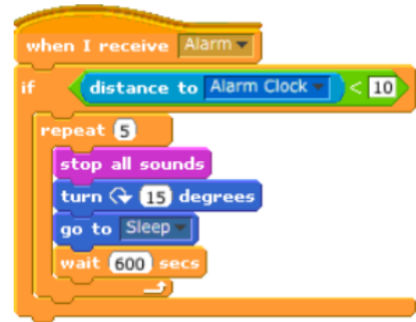 when I receive Alarm
if distance to Alarm Clock < 10
repeat 5
stop all sounds
turn 15 degrees
go to Sleep
wait 600 secs